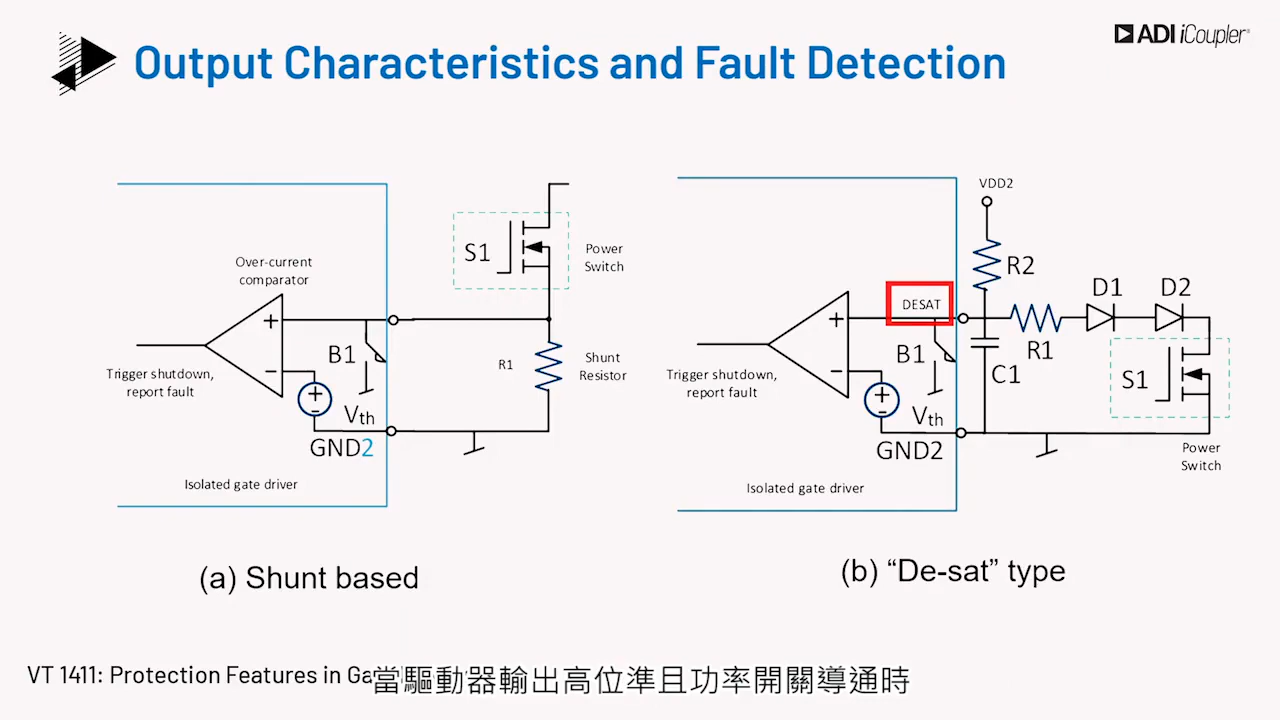 Output Characteristics and Fault Detection
ADI iCoupler®
Over-current
comparator
S1
Power
Switch
Trigger shutdown,
report fault
B1
R1
Shunt
Resistor
Vth
GND2
Isolated gate driver
(a) Shunt based
VDD2
R2
DESAT
D1
D2
R1
B1
C1
S1
Trigger shutdown,
report fault
Vth
GND2
Power
Switch
Isolated gate driver
(b) “De-sat” type
VT 1411: Protection Features in Ga
當驅動器輸出高位準且功率開關導通時